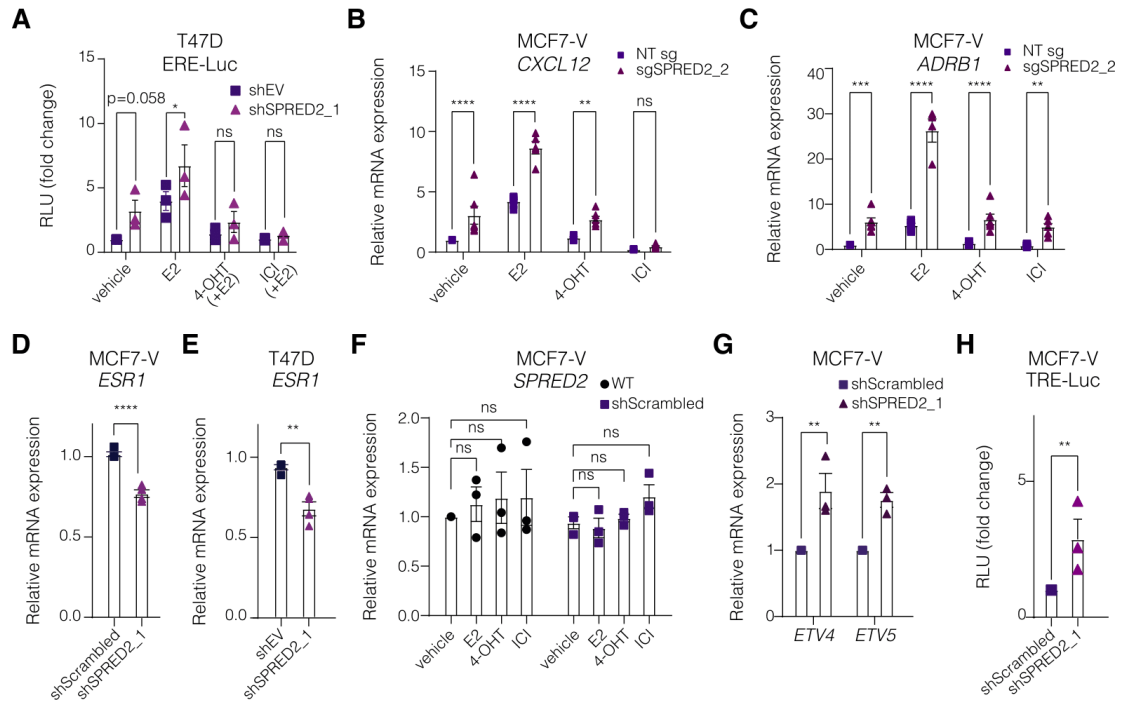 A
T47D
ERE-Luc
RLU (fold change)
15
10
5
0
p=0.058
*
ns
ns
shEV
shSPRED2_1
vehicle
E2
4-OHT
(+E2)
ICI
(+E2)
B
MCF7-V
CXCL12
Relative mRNA expression
15
10
5
0
****
****
**
ns
NT sg
sgSPRED2_2
vehicle
E2
4-OHT
ICI
C
MCF7-V
ADRB1
Relative mRNA expression
40
30
20
10
0
***
****
****
**
NT sg
sgSPRED2_2
vehicle
E2
4-OHT
ICI
D
MCF7-V
ESR1
Relative mRNA expression
1.0
0.5
0.0
****
shScrambled
shSPRED2_1
E
T47D
ESR1
Relative mRNA expression
1.0
0.5
0.0
**
shEV
shSPRED2_1
F
MCF7-V
SPRED2
WT
shScrambled
Relative mRNA expression
2.0
1.5
1.0
0.5
0.0
ns
ns
ns
ns
ns
ns
vehicle
E2
4-OHT
ICI
vehicle
E2
4-OHT
ICI
G
MCF7-V
shScrambled
shSPRED2_1
Relative mRNA expression
3
2
1
0
**
**
ETV4
ETV5
H
MCF7-V
TRE-Luc
RLU (fold change)
5
0
**
shScrambled
shSPRED2_1